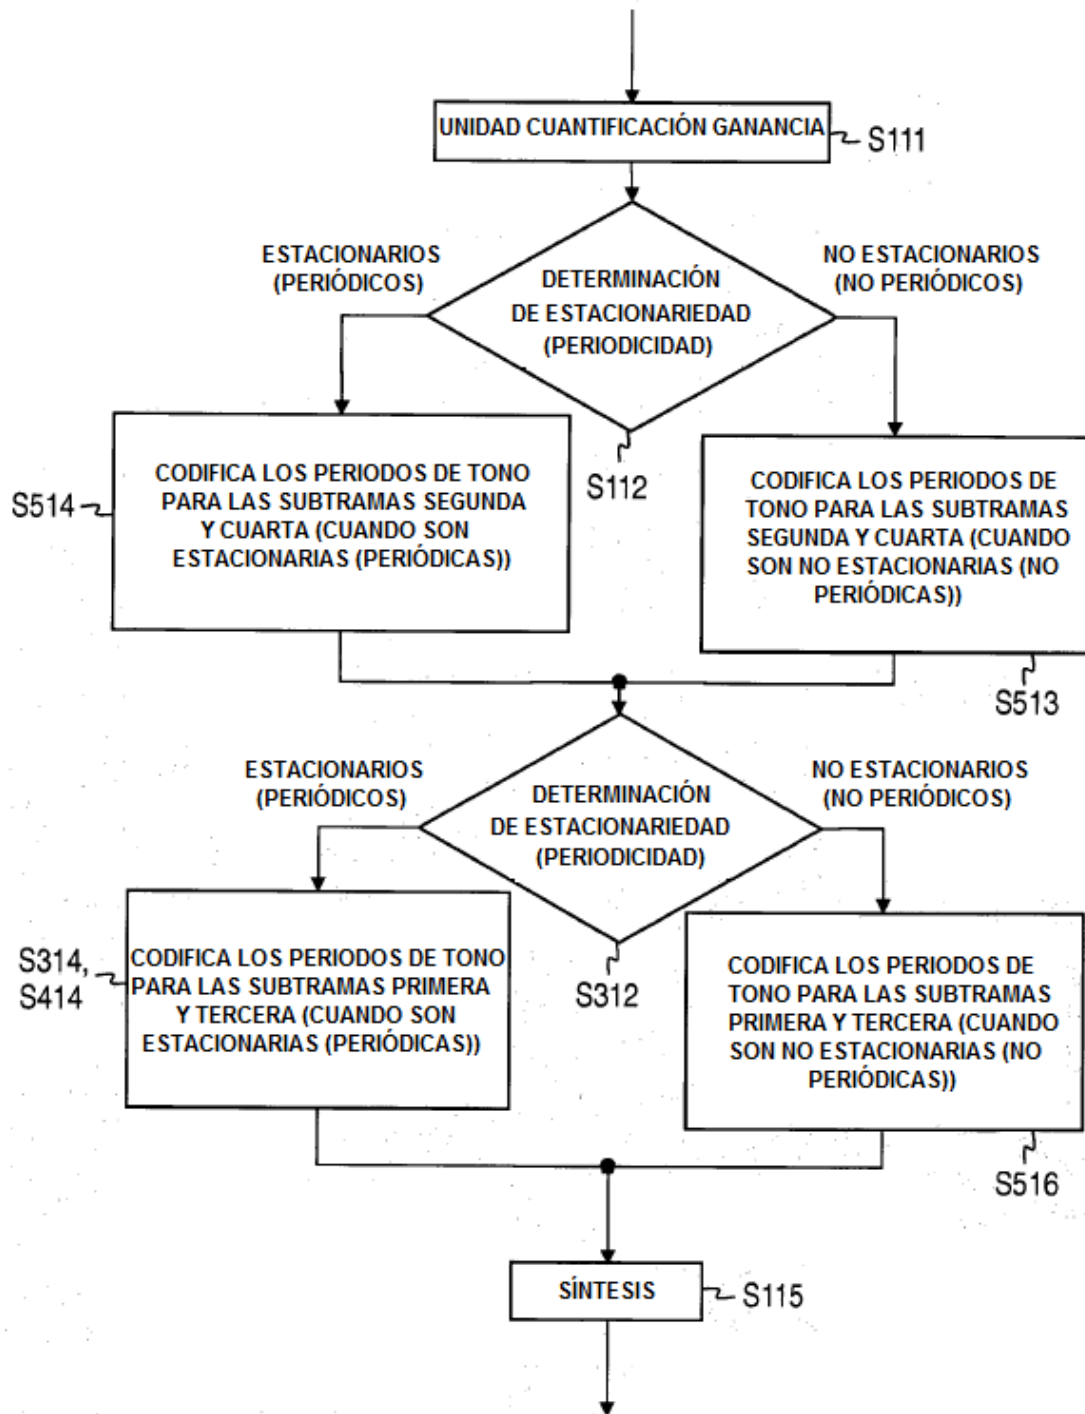 UNIDAD CUANTIFICACIÓN GANANCIA
S111
ESTACIONARIOS
(PERIÓDICOS)
NO ESTACIONARIOS
(NO PERIÓDICOS)
DETERMINACIÓN
DE ESTACIONARIEDAD
(PERIODICIDAD)
S112
S514
CODIFICA LOS PERIODOS DE TONO
PARA LAS SUBTRAMAS SEGUNDA
Y CUARTA (CUANDO SON
ESTACIONARIAS (PERIÓDICAS))
CODIFICA LOS PERIODOS DE
TONO PARA LAS SUBTRAMAS
SEGUNDA Y CUARTA (CUANDO
SON NO ESTACIONARIAS (NO
PERIÓDICAS))
S513
ESTACIONARIOS
(PERIÓDICOS)
NO ESTACIONARIOS
(NO PERIÓDICOS)
DETERMINACIÓN
DE ESTACIONARIEDAD
(PERIODICIDAD)
S312
S314,
S414
CODIFICA LOS PERIODOS DE TONO
PARA LAS SUBTRAMAS PRIMERA
Y TERCERA (CUANDO SON
ESTACIONARIAS (PERIÓDICAS))
CODIFICA LOS PERIODOS DE
TONO PARA LAS SUBTRAMAS
PRIMERA Y TERCERA (CUANDO
SON NO ESTACIONARIAS (NO
PERIÓDICAS))
S516
SÍNTESIS
S115